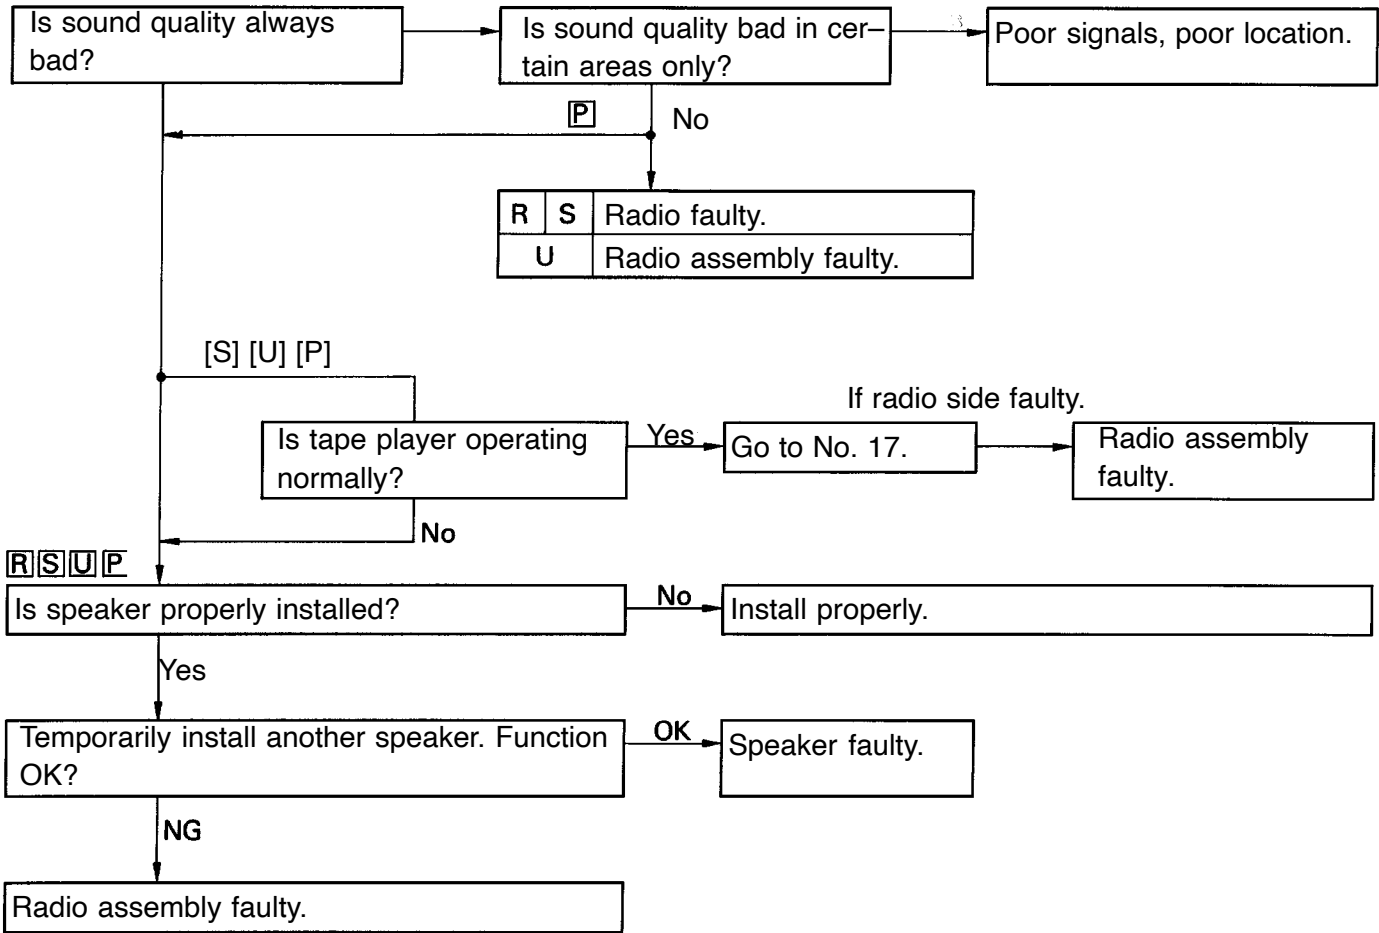 Is sound quality always
bad?
Is sound quality bad in cer–
tain areas only?
Poor signals, poor location.
P
No
R S Radio faulty.
U Radio assembly faulty.
[S] [U] [P]
If radio side faulty.
Is tape player operating
normally?
Yes
Go to No. 17.
Radio assembly
faulty.
No
R S U P
Is speaker properly installed?
No
Install properly.
Yes
Temporarily install another speaker. Function
OK?
OK
Speaker faulty.
NG
Radio assembly faulty.